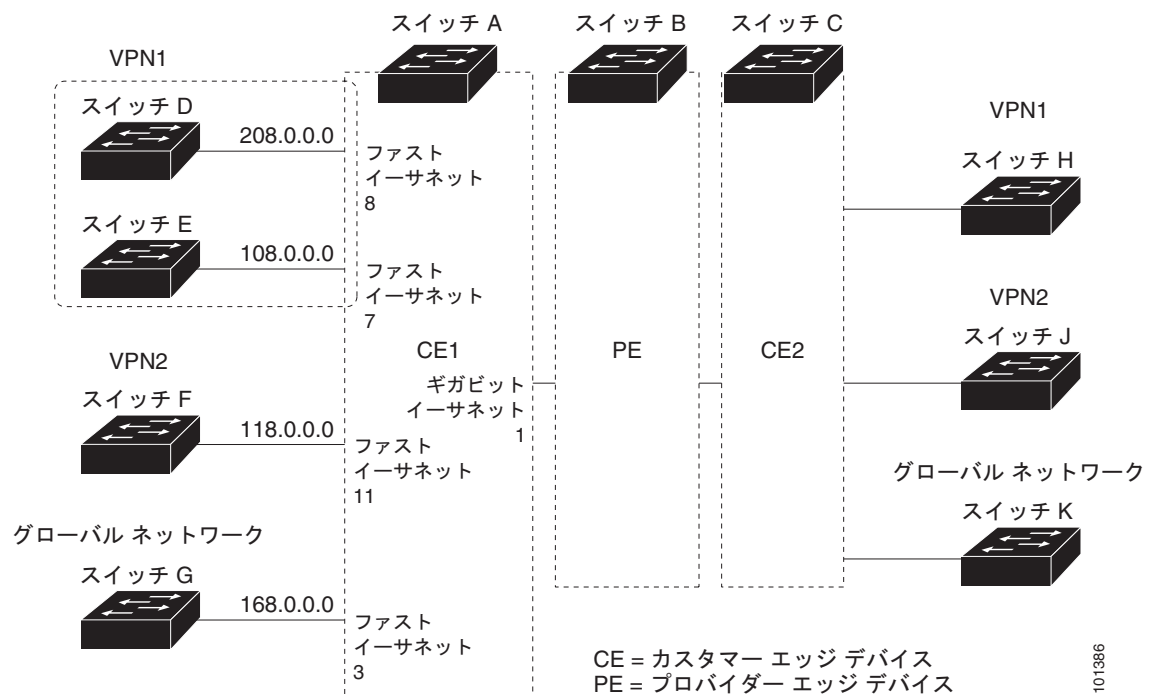 スイッチ A
スイッチ B
スイッチ C
VPN1
スイッチ D
208.0.0.0
ファスト
イーサネット
8
スイッチ E
108.0.0.0
ファスト
イーサネット
7
VPN2
スイッチ F
118.0.0.0
ファスト
イーサネット
11
グローバル ネットワーク
スイッチ G
168.0.0.0
ファスト
イーサネット
3
CE1
ギガビット
イーサネット
1
PE
CE2
VPN1
スイッチ H
VPN2
スイッチ J
グローバル ネットワーク
スイッチ K
CE = カスタマー エッジ デバイス
PE = プロバイダー エッジ デバイス
101386